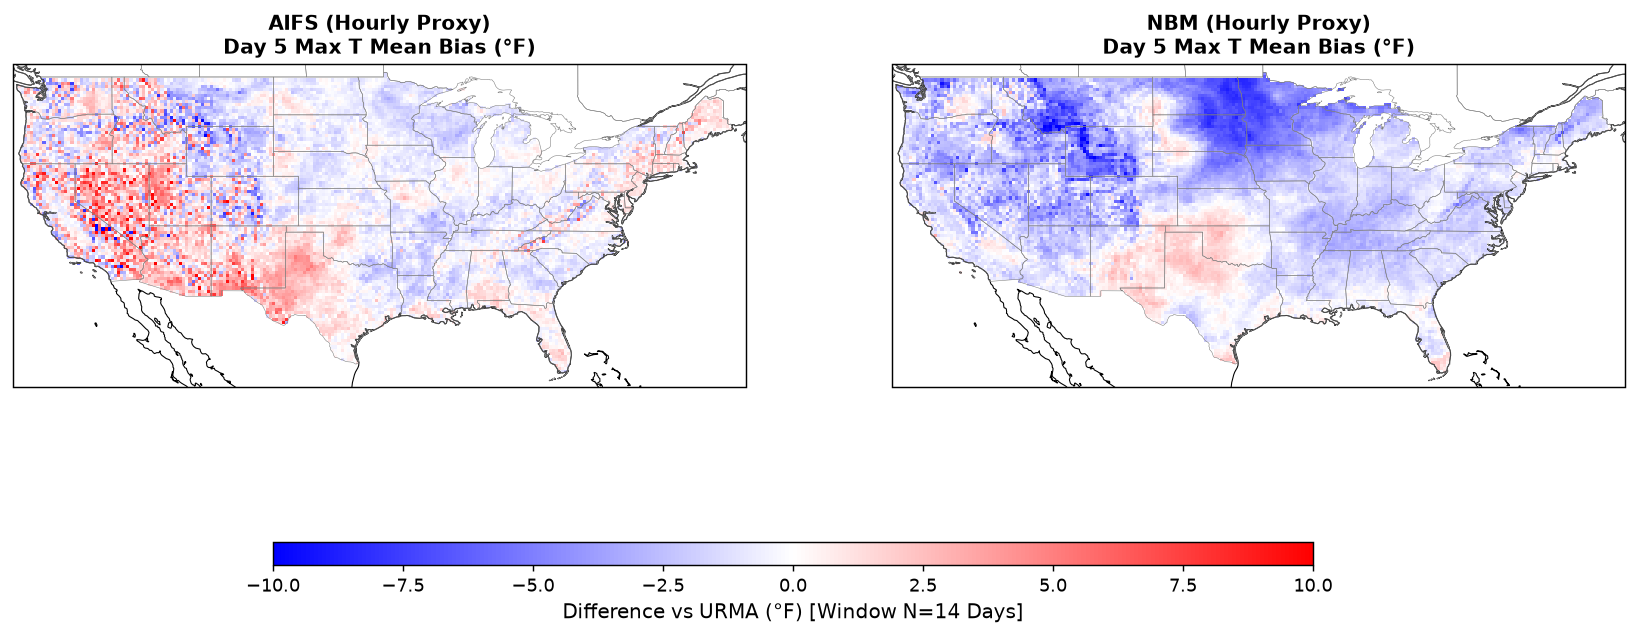 AIFS (Hourly Proxy)
Day 5 Max T Mean Bias (°F)
NBM (Hourly Proxy)
Day 5 Max T Mean Bias (°F)
−10.0 −7.5 −5.0 −2.5 0.0 2.5 5.0 7.5 10.0
Difference vs URMA (°F) [Window N=14 Days]